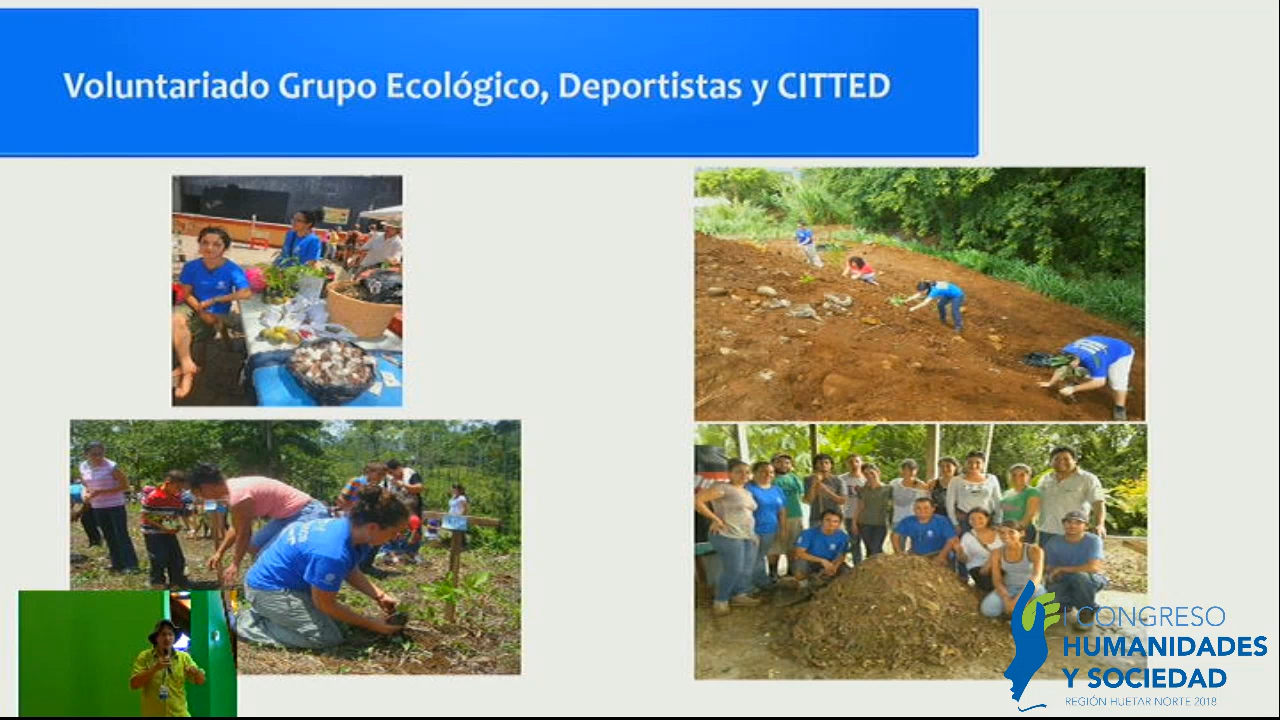 Voluntariado Grupo Ecológico, Deportistas y CITTED
I CONGRESO
HUMANIDADES
Y SOCIEDAD
REGIÓN HUETAR NORTE 2018